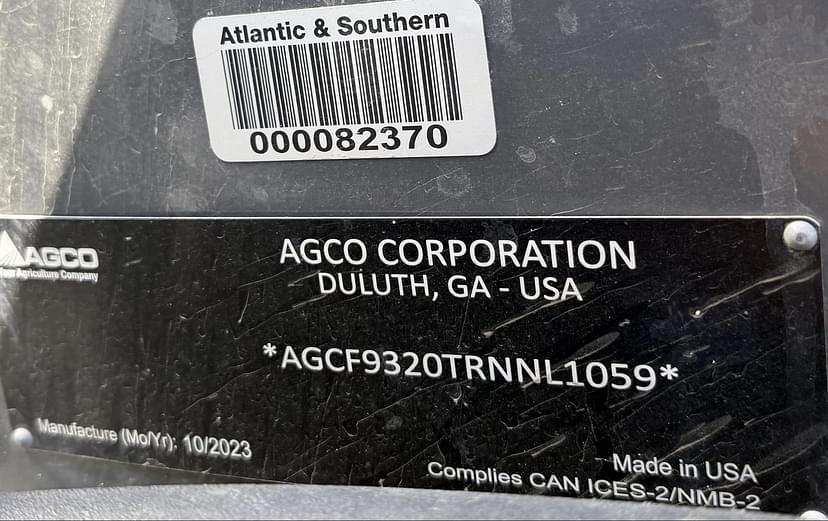 Atlantic & Southern
000082370
AGCO
Your Agriculture Company
AGCO CORPORATION
DULUTH, GA - USA
*AGCF9320TRNNL1059*
Manufacture (Mo/Yr): 10/2023
Made in USA
Complies CAN ICES-2/NMB-2